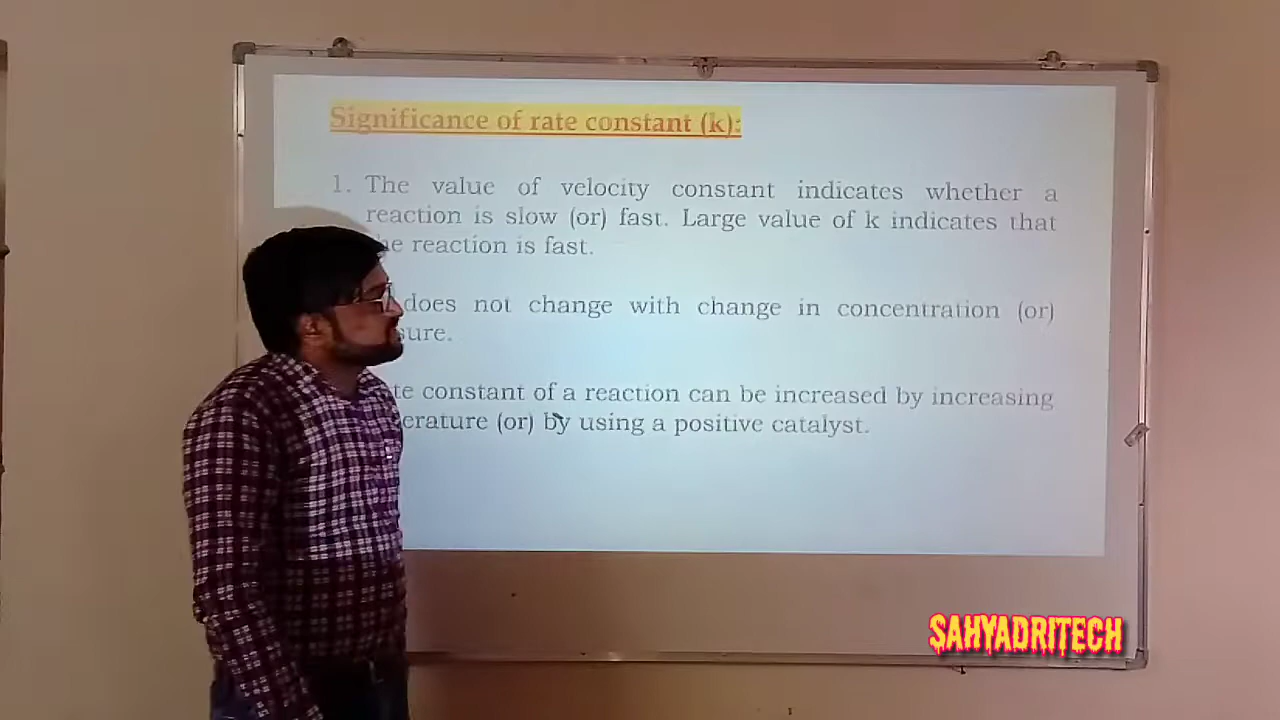 Significance of rate constant (k):
1. The value of velocity constant indicates whether a
reaction is slow (or) fast. Large value of k indicates that
he reaction is fast.
does not change with change in concentration (or)
sure.
te constant of a reaction can be increased by increasing
erature (or) by using a positive catalyst.
SAHYADRITECH